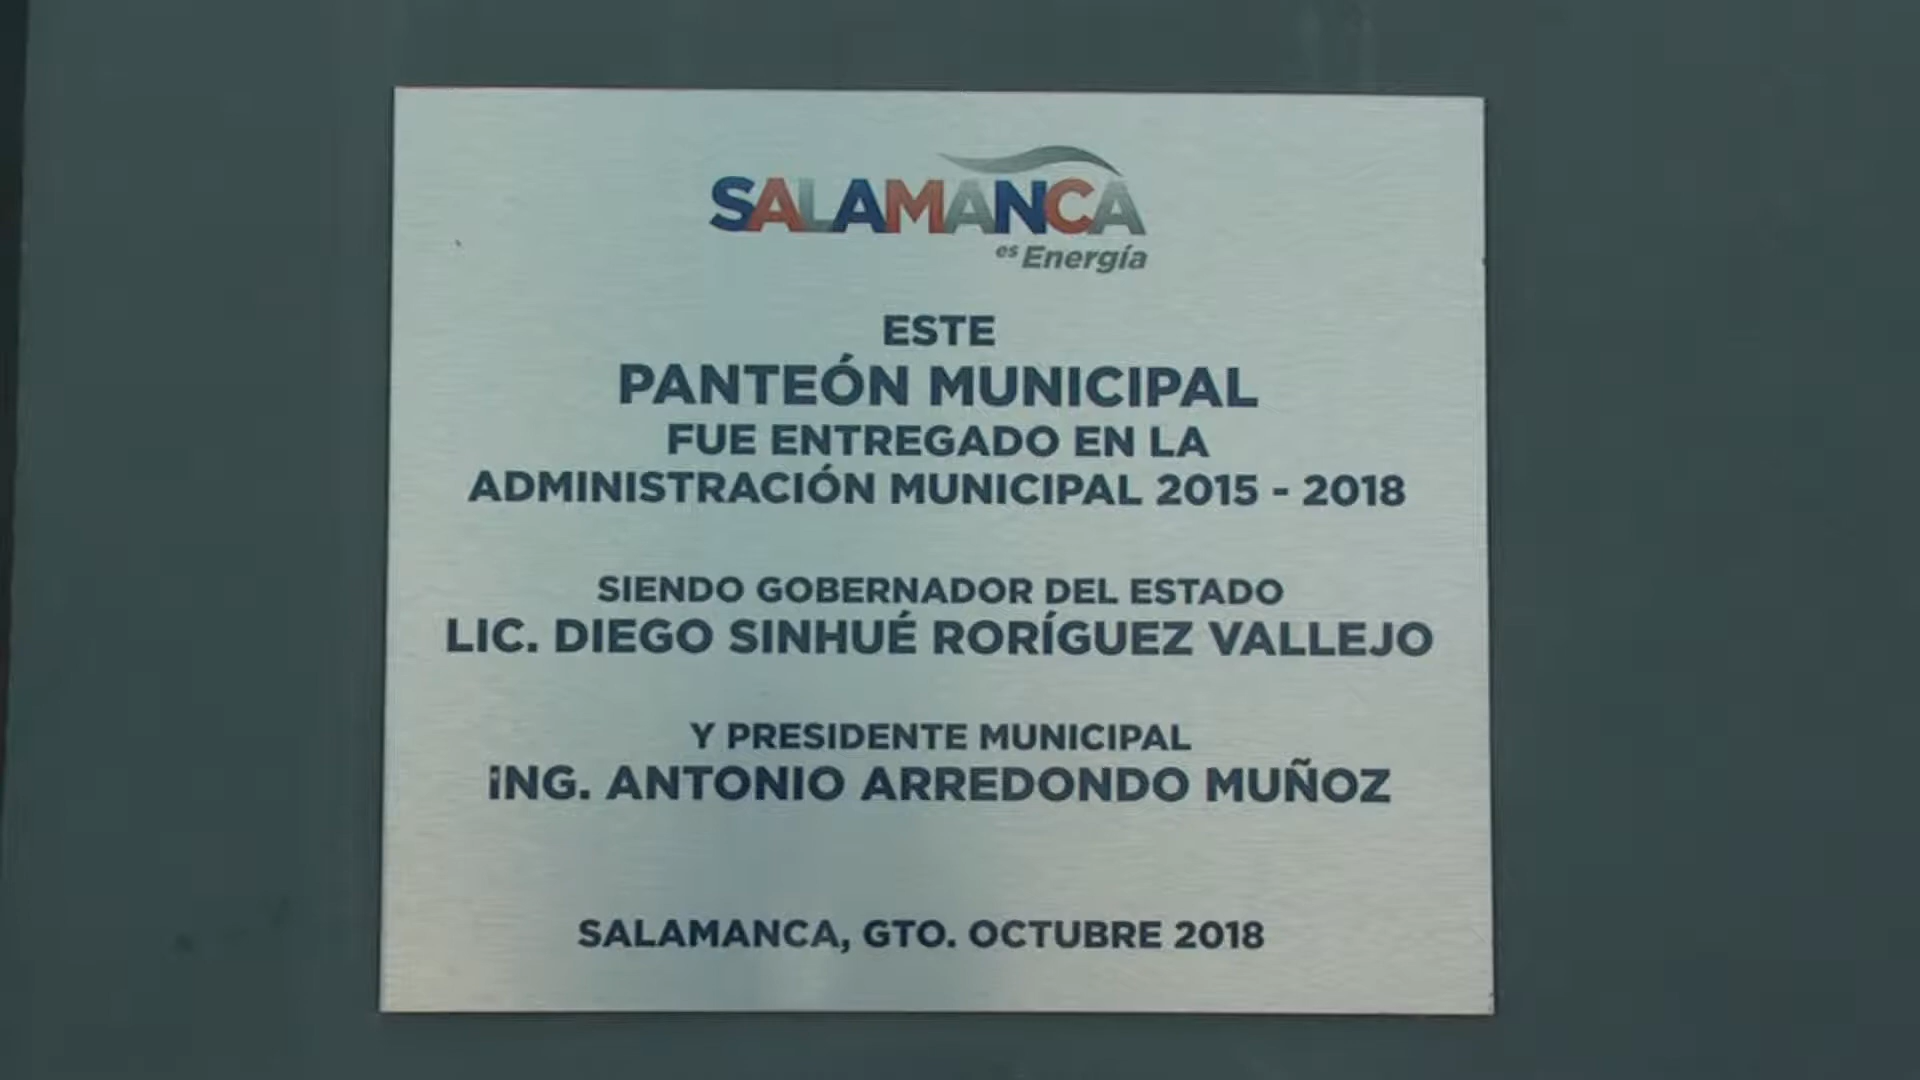 SALAMANCA
es Energía
ESTE
PANTEÓN MUNICIPAL
FUE ENTREGADO EN LA
ADMINISTRACIÓN MUNICIPAL 2015 - 2018
SIENDO GOBERNADOR DEL ESTADO
LIC. DIEGO SINHUÉ RORÍGUEZ VALLEJO
Y PRESIDENTE MUNICIPAL
ING. ANTONIO ARREDONDO MUÑOZ
SALAMANCA, GTO. OCTUBRE 2018